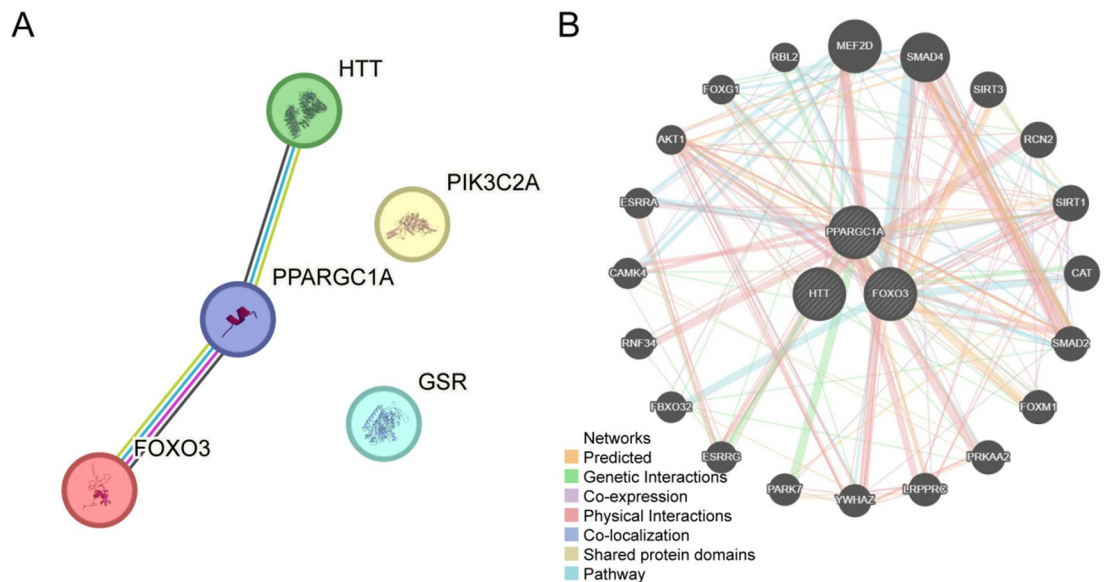 A
HTT
PIK3C2A
PPARGC1A
GSR
FOXO3
B
MEF2D
SMAD4
RBL2
SIRT3
FOXG1
RCN2
AKT1
SIRT1
ESRRA
PPARGC1A
CAMK4
HTT
FOXO3
CAT
RNF34
SMAD2
FBXO32
FOXM1
ESRRG
PRKAA2
PARK7
YWHAZ
LRPPRC
Networks
Predicted
Genetic Interactions
Co-expression
Physical Interactions
Co-localization
Shared protein domains
Pathway